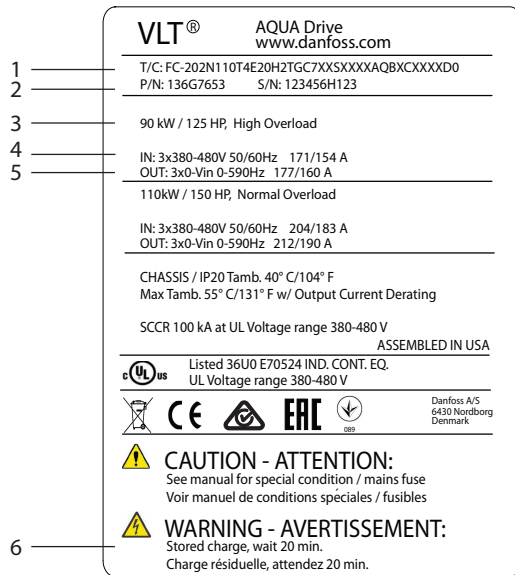 VLT® AQUA Drive
www.danfoss.com
1 T/C: FC-202N110T4E20H2TGC7XXSXXXXAQBXCXXXXD0
2 P/N: 136G7653 S/N: 123456H123
3 90 kW / 125 HP, High Overload
4 IN: 3x380-480V 50/60Hz 171/154 A
5 OUT: 3x0-Vin 0-590Hz 177/160 A
110kW / 150 HP, Normal Overload
IN: 3x380-480V 50/60Hz 204/183 A
OUT: 3x0-Vin 0-590Hz 212/190 A
CHASSIS / IP20 Tamb. 40° C/104° F
Max Tamb. 55° C/131° F w/ Output Current Derating
SCCR 100 kA at UL Voltage range 380-480 V
ASSEMBLED IN USA
c UL us Listed 36U0 E70524 IND. CONT. EQ.
UL Voltage range 380-480 V
CE EAC 089
Danfoss A/S
6430 Nordborg
Denmark
CAUTION - ATTENTION:
See manual for special condition / mains fuse
Voir manuel de conditions spéciales / fusibles
WARNING - AVERTISSEMENT:
6 Stored charge, wait 20 min.
Charge résiduelle, attendez 20 min.